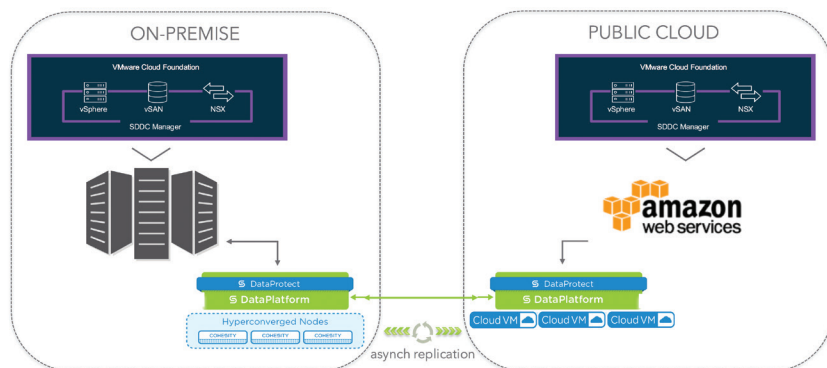 ON-PREMISE
VMware Cloud Foundation
vSphere
vSAN
NSX
SDDC Manager
DataProtect
DataPlatform
Hyperconverged Nodes
COHESITY COHESITY COHESITY
asynch replication
PUBLIC CLOUD
VMware Cloud Foundation
vSphere
vSAN
NSX
SDDC Manager
amazon
web services
DataProtect
DataPlatform
Cloud VM Cloud VM Cloud VM